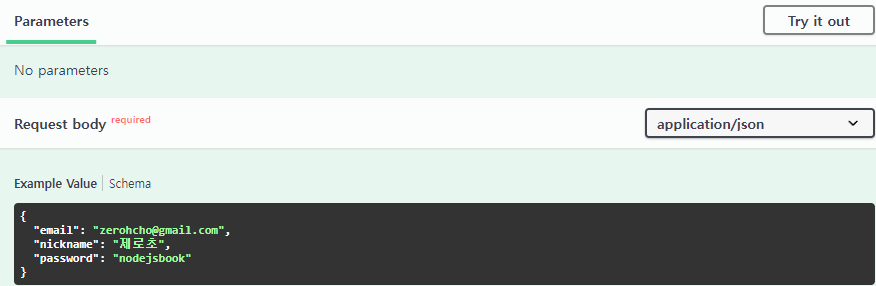 Parameters
Try it out
No parameters
Request body required
application/json
Example Value Schema
{
"email": "zerohcho@gmail.com",
"nickname": "제로초",
"password": "nodejsbook"
}